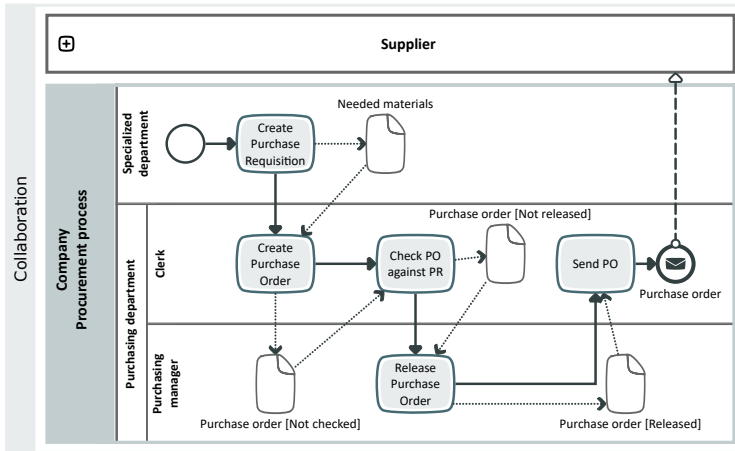 Collaboration
Supplier
Company
Procurement process
Specialized
department
Create
Purchase
Requisition
Needed materials
Purchasing department
Clerk
Create
Purchase
Order
Check PO
against PR
Purchase order [Not released]
Send PO
Purchase order
Purchasing
manager
Purchase order [Not checked]
Release
Purchase
Order
Purchase order [Released]